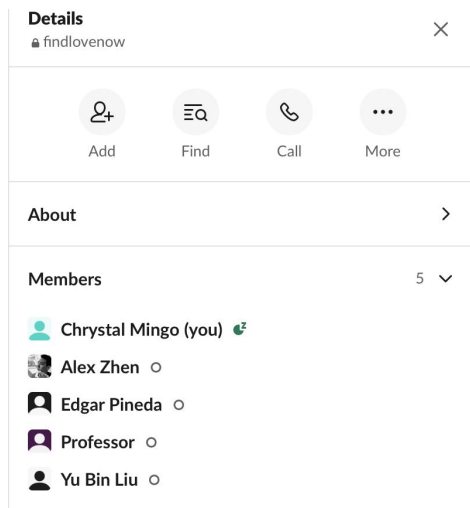 Details
findlovenow
Add Find Call More
About
Members 5
Chrystal Mingo (you)
Alex Zhen
Edgar Pineda
Professor
Yu Bin Liu